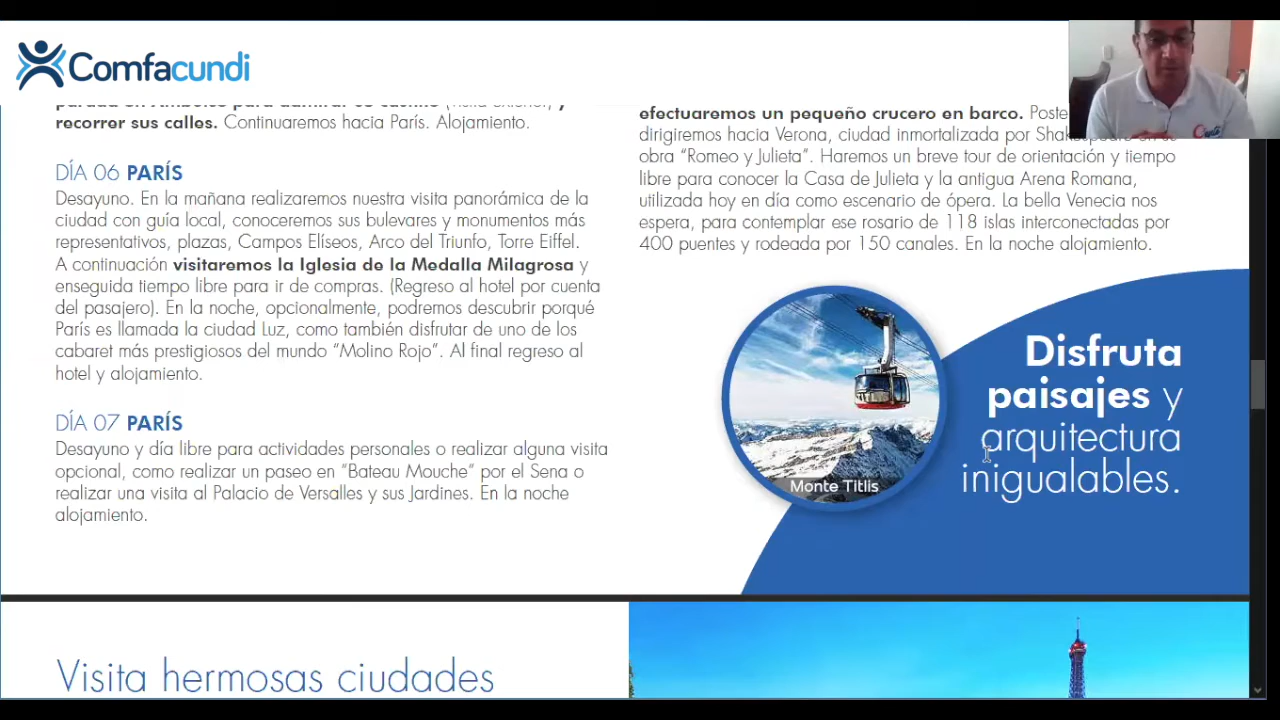 Comfacundi
parada en Amboise para admirar su castillo (visita exterior) y
recorrer sus calles. Continuaremos hacia París. Alojamiento.
DÍA 06 PARÍS
Desayuno. En la mañana realizaremos nuestra visita panorámica de la
ciudad con guía local, conoceremos sus bulevares y monumentos más
representativos, plazas, Campos Elíseos, Arco del Triunfo, Torre Eiffel.
A continuación visitaremos la Iglesia de la Medalla Milagrosa y
enseguida tiempo libre para ir de compras. (Regreso al hotel por cuenta
del pasajero). En la noche, opcionalmente, podremos descubrir porqué
París es llamada la ciudad Luz, como también disfrutar de uno de los
cabaret más prestigiosos del mundo “Molino Rojo”. Al final regreso al
hotel y alojamiento.
DÍA 07 PARÍS
Desayuno y día libre para actividades personales o realizar alguna visita
opcional, como realizar un paseo en “Bateau Mouche” por el Sena o
realizar una visita al Palacio de Versalles y sus Jardines. En la noche
alojamiento.
efectuaremos un pequeño crucero en barco.
dirigiremos hacia Verona, ciudad inmortalizada por
obra “Romeo y Julieta”. Haremos un breve tour de orientación y tiempo
libre para conocer la Casa de Julieta y la antigua Arena Romana,
utilizada hoy en día como escenario de ópera. La bella Venecia nos
espera, para contemplar ese rosario de 118 islas interconectadas por
400 puentes y rodeada por 150 canales. En la noche alojamiento.
Monte Titlis
Disfruta
paisajes y
arquitectura
inigualables.
Visita hermosas ciudades